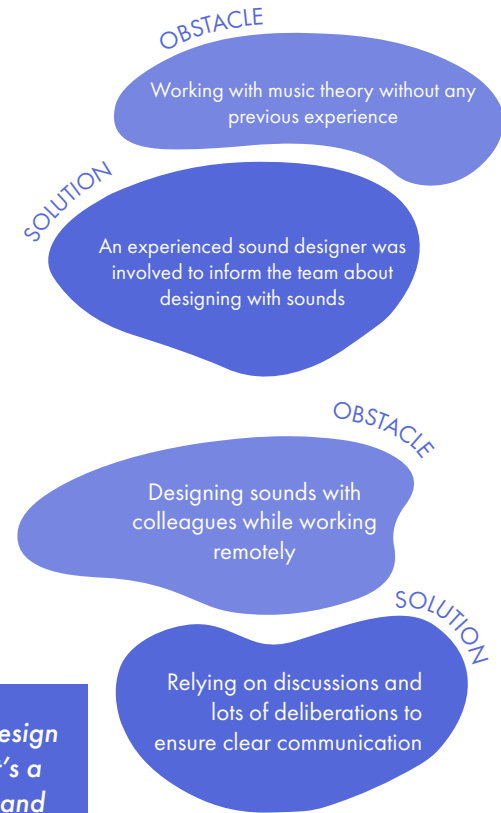 OBSTACLE
Working with music theory without any
previous experience
SOLUTION
An experienced sound designer was
involved to inform the team about
designing with sounds
OBSTACLE
Designing sounds with
colleagues while working
remotely
SOLUTION
Relying on discussions and
lots of deliberations to
ensure clear communication
esign
's a
and